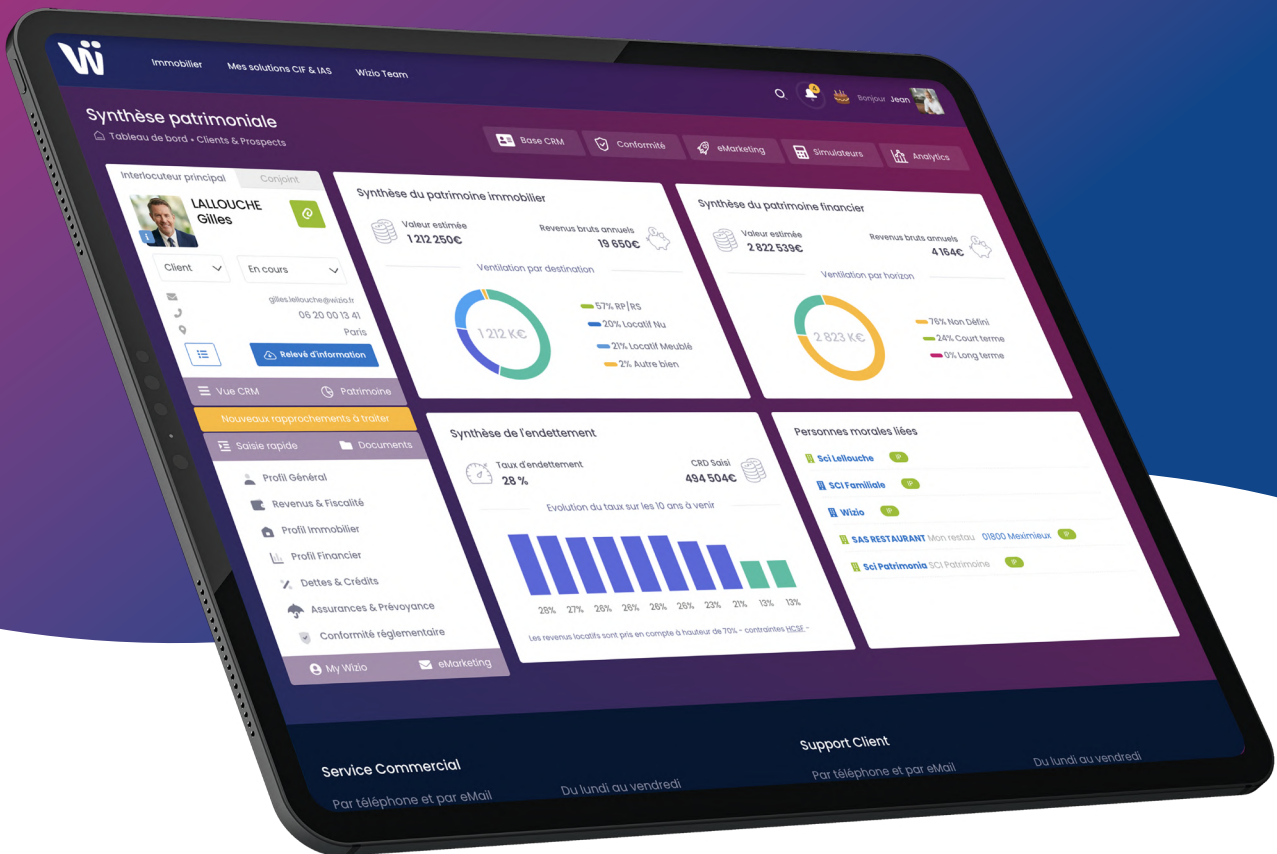 Wii
Immobilier
Mes solutions CIF & IAS
Wizio Team
Bonjour Jean
Synthèse patrimoniale
Tableau de bord • Clients & Prospects
Base CRM
Conformité
eMarketing
Simulateurs
Analytics
Interlocuteur principal
Conjoint
LALLOUCHE
Gilles
Client
En cours
gilles.lellouche@wizio.fr
06 20 00 13 41
Paris
Relevé d'information
Vue CRM
Patrimoine
Nouveaux rapprochements à traiter
Saisie rapide
Documents
Profil Général
Revenus & Fiscalité
Profil Immobilier
Profil Financier
Dettes & Crédits
Assurances & Prévoyance
Conformité réglementaire
My Wizio
eMarketing
Synthèse du patrimoine immobilier
Valeur estimée
1 212 250€
Revenus bruts annuels
19 650€
Ventilation par destination
1 212 K€
57% RP/RS
20% Locatif Nu
21% Locatif Meublé
2% Autre bien
Synthèse du patrimoine financier
Valeur estimée
2 822 539€
Revenus bruts annuels
4 164€
Ventilation par horizon
2 823 K€
76% Non Défini
24% Court terme
0% Long terme
Synthèse de l'endettement
Taux d'endettement
28 %
CRD Saisi
494 504€
Evolution du taux sur les 10 ans à venir
28% 27% 26% 26% 26% 26% 23% 21% 13% 13%
Les revenus locatifs sont pris en compte à hauteur de 70% - contraintes HCSF -
Personnes morales liées
Sci Lellouche IP
SCI Familiale IP
Wizio IP
SAS RESTAURANT Mon restau 01800 Meximieux IP
Sci Patrimonia SCI Patrimoine IP
Service Commercial
Par téléphone et par eMail
Du lundi au vendredi
Support Client
Par téléphone et par eMail
Du lundi au vendredi